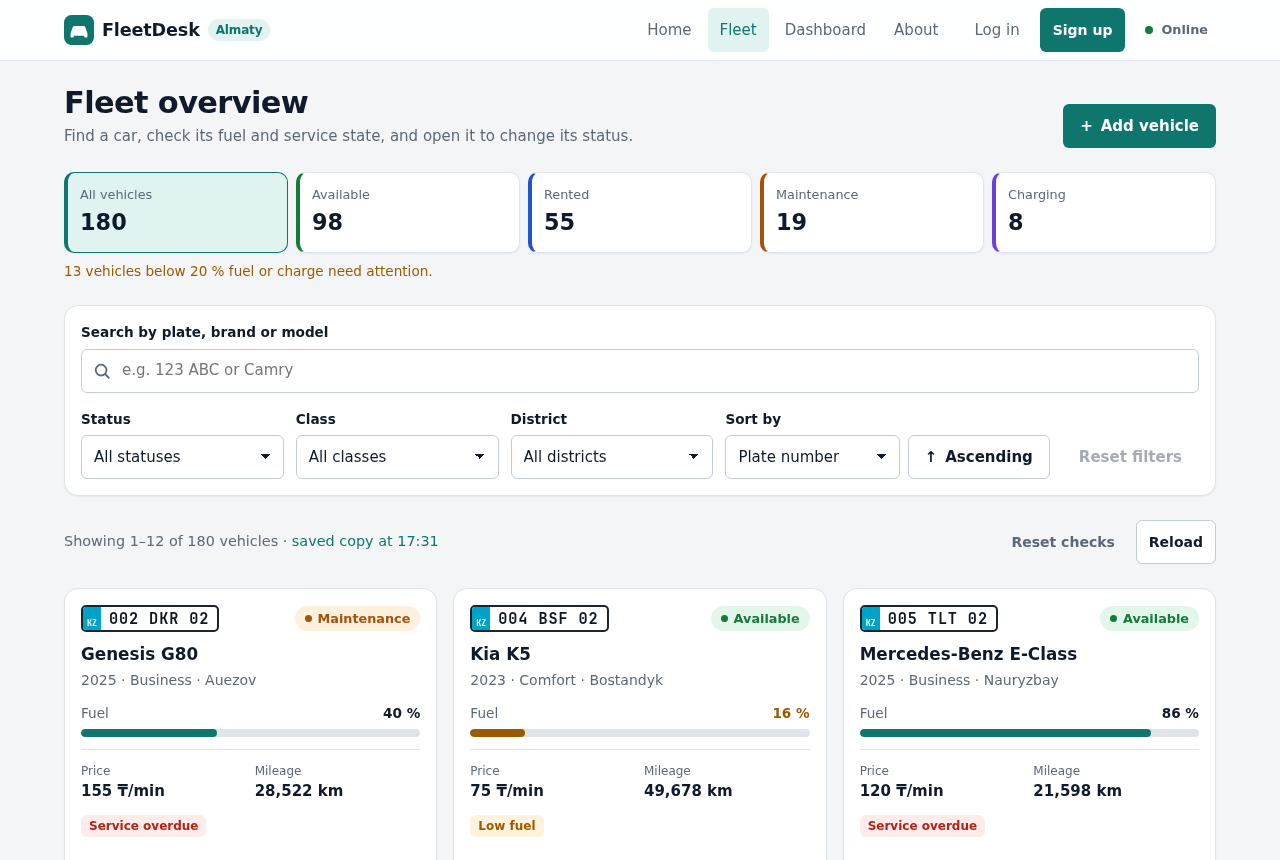 FleetDesk Almaty Home Fleet Dashboard About Log in Sign up Online
Fleet overview
Find a car, check its fuel and service state, and open it to change its status.
+ Add vehicle
All vehicles Available Rented Maintenance Charging
180 98 55 19 8
13 vehicles below 20 % fuel or charge need attention.
Search by plate, brand or model
e.g. 123 ABC or Camry
Status Class District Sort by
All statuses All classes All districts Plate number ↑ Ascending Reset filters
Showing 1–12 of 180 vehicles · saved copy at 17:31 Reset checks Reload
KZ 002 DKR 02 Maintenance
Genesis G80
2025 · Business · Auezov
Fuel 40 %
Price Mileage
155 ₸/min 28,522 km
Service overdue
KZ 004 BSF 02 Available
Kia K5
2023 · Comfort · Bostandyk
Fuel 16 %
Price Mileage
75 ₸/min 49,678 km
Low fuel
KZ 005 TLT 02 Available
Mercedes-Benz E-Class
2025 · Business · Nauryzbay
Fuel 86 %
Price Mileage
120 ₸/min 21,598 km
Service overdue